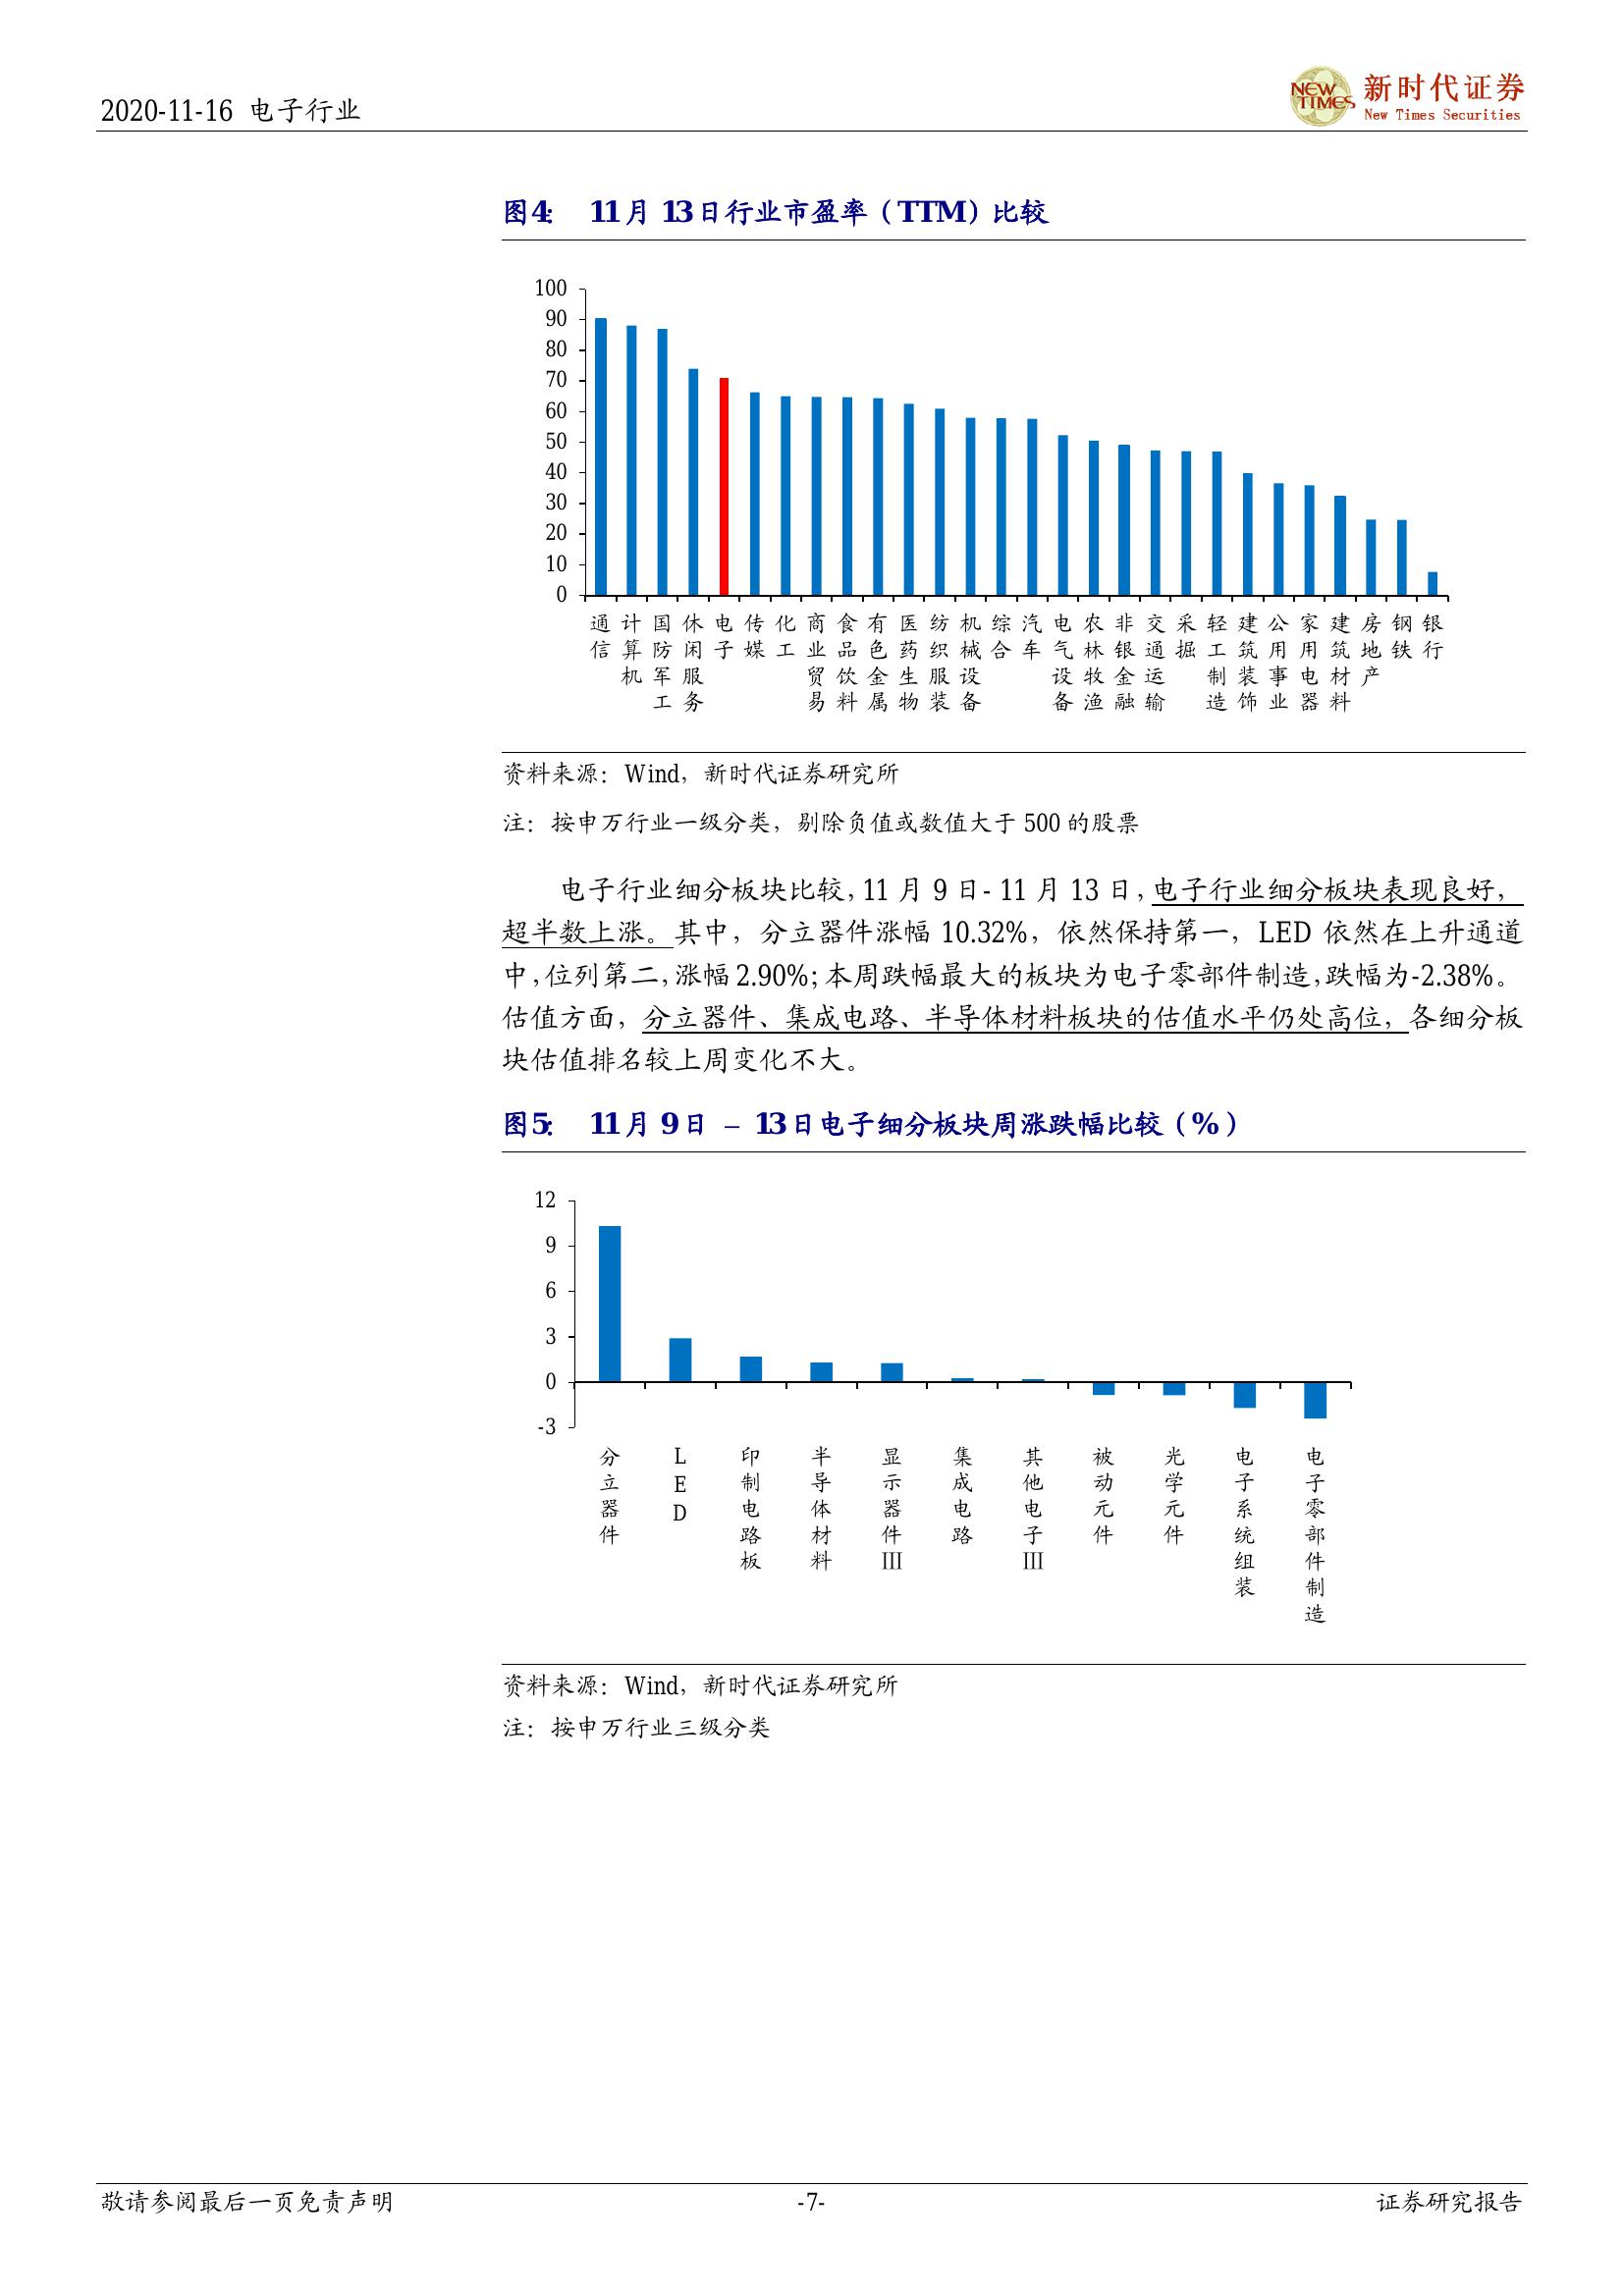 2020-11-16 电子行业
NEW TIMES 新时代证券
New Times Securities
图4： 11月 13日行业市盈率（TTM）比较
100
90
80
70
60
50
40
30
20
10
0
通信 计算机 国防军工 休闲服务 电子 传媒 化工 商业贸易 食品饮料 有色金属 医药生物 纺织服装 机械设备 综合 汽车 电气设备 农林牧渔 非银金融 交通运输 采掘 轻工制造 建筑装饰 公用事业 家用电器 建筑材料 房地产 钢铁 银行
资料来源：Wind，新时代证券研究所
注：按申万行业一级分类，剔除负值或数值大于 500 的股票
电子行业细分板块比较，11 月 9 日- 11 月 13 日，电子行业细分板块表现良好，
超半数上涨。其中，分立器件涨幅 10.32%，依然保持第一，LED 依然在上升通道
中，位列第二，涨幅 2.90%；本周跌幅最大的板块为电子零部件制造，跌幅为-2.38%。
估值方面，分立器件、集成电路、半导体材料板块的估值水平仍处高位，各细分板
块估值排名较上周变化不大。
图5： 11月 9日 – 13日电子细分板块周涨跌幅比较（%）
12
9
6
3
0
-3
分立器件 LED 印制电路板 半导体材料 显示器件III 集成电路 其他电子III 被动元件 光学元件 电子系统组装 电子零部件制造
资料来源：Wind，新时代证券研究所
注：按申万行业三级分类
敬请参阅最后一页免责声明 -7- 证券研究报告